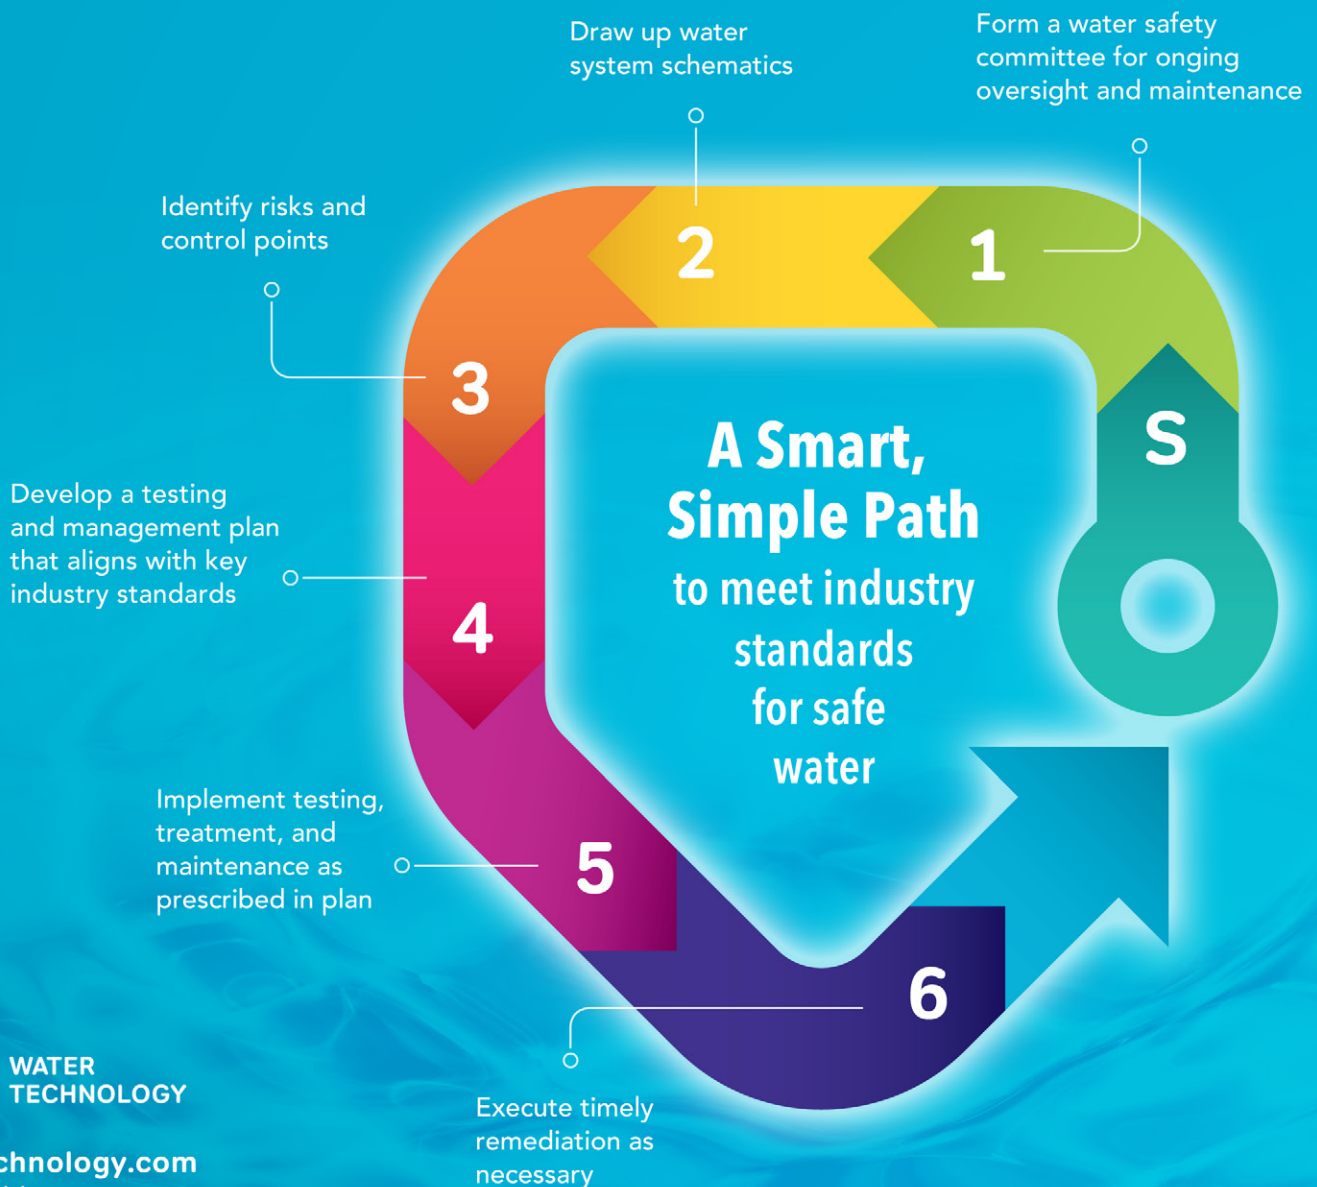 Form a water safety
committee for onging
oversight and maintenance
Draw up water
system schematics
Identify risks and
control points
Develop a testing
and management plan
that aligns with key
industry standards
Implement testing,
treatment, and
maintenance as
prescribed in plan
Execute timely
remediation as
necessary
S
1
2
3
4
5
6
A Smart,
Simple Path
to meet industry
standards
for safe
water
WATER
TECHNOLOGY
chnology.com